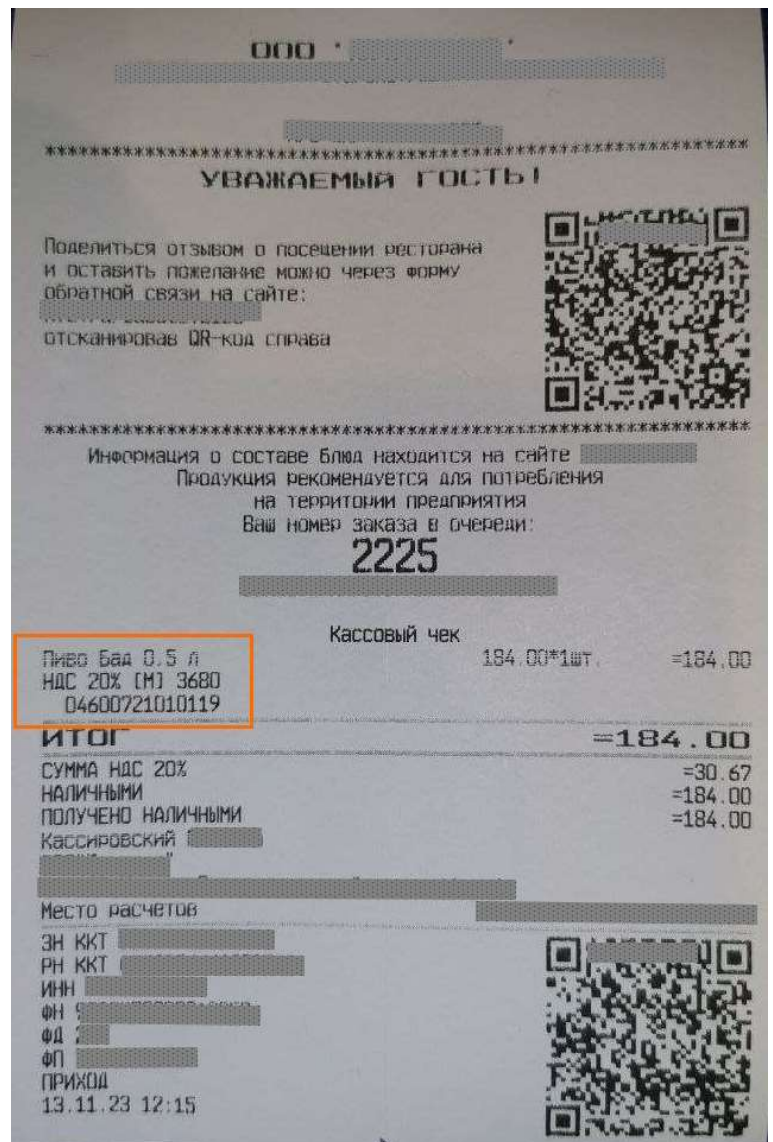 ООО " "
************************************************************
УВАЖАЕМЫЙ ГОСТЬ!
Поделиться отзывом о посещении ресторана
и оставить пожелание можно через форму
обратной связи на сайте:
отсканировав QR-код справа
************************************************************
Информация о составе блюд находится на сайте
Продукция рекомендуется для потребления
на территории предприятия
Ваш номер заказа в очереди:
2225
Кассовый чек
Пиво Бад 0.5 л 184.00*1шт. =184.00
НДС 20% [М] 3680
04600721010119
ИТОГ =184.00
СУММА НДС 20% =30.67
НАЛИЧНЫМИ =184.00
ПОЛУЧЕНО НАЛИЧНЫМИ =184.00
Кассировский
Место расчетов
ЗН ККТ
РН ККТ
ИНН
ФН 9
ФД 2
ФП
ПРИХОД
13.11.23 12:15